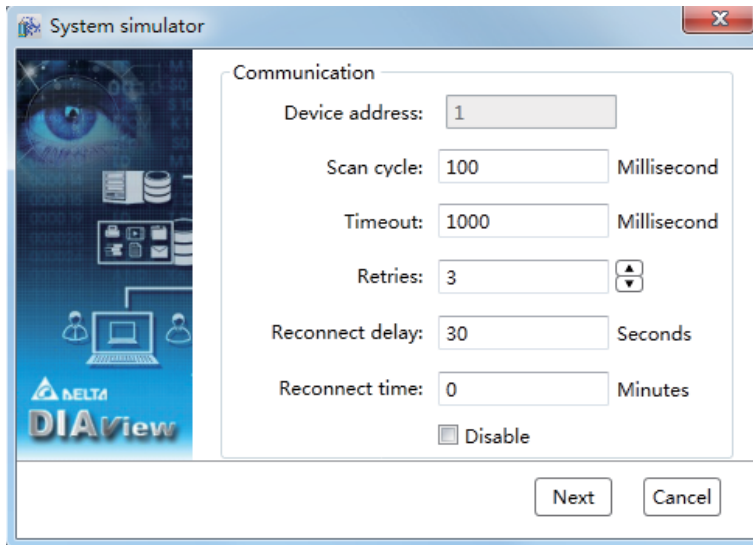 System simulator
Communication
Device address: 1
Scan cycle: 100 Millisecond
Timeout: 1000 Millisecond
Retries: 3
Reconnect delay: 30 Seconds
Reconnect time: 0 Minutes
Disable
DELTA
DIAView
Next Cancel